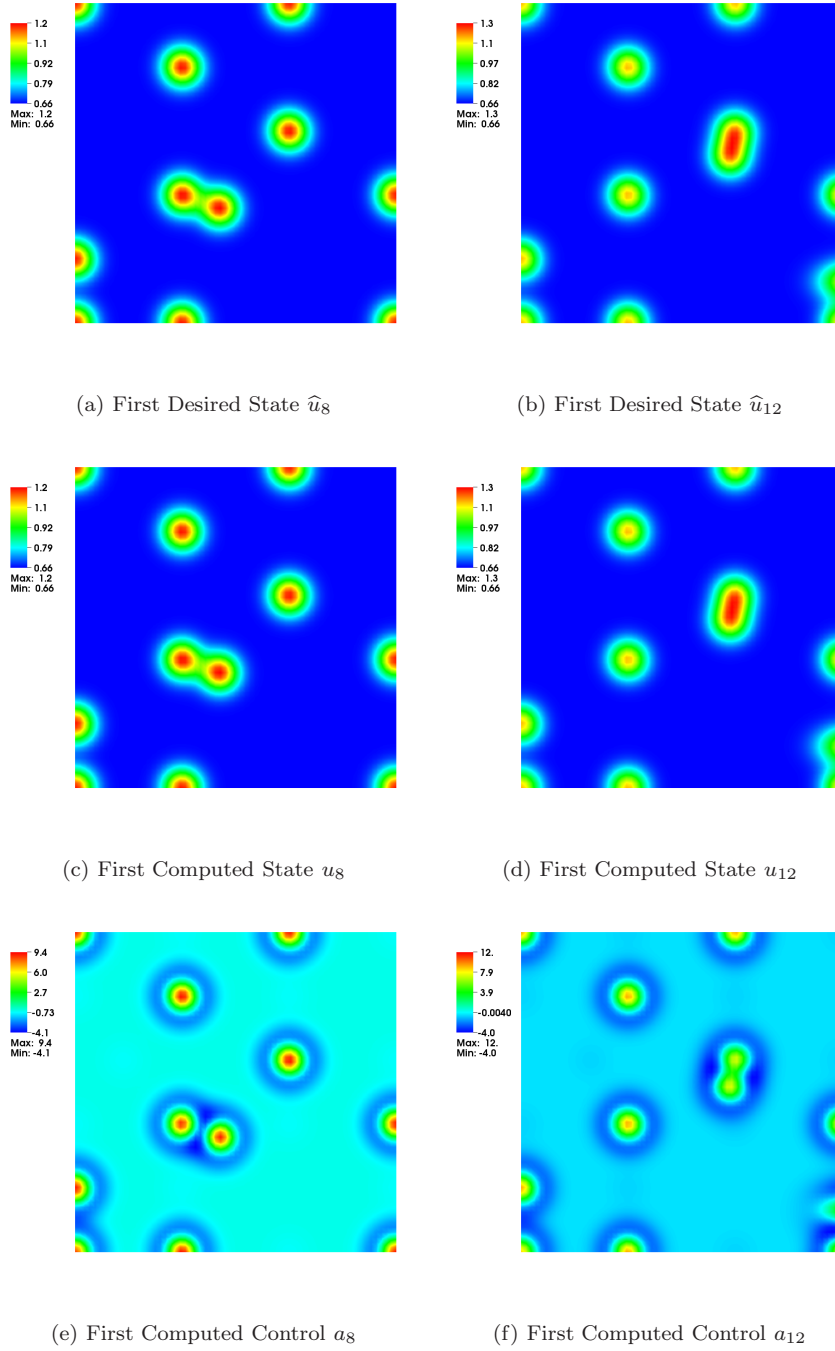 1.2
1.1
0.92
0.79
0.66
Max: 1.2
Min: 0.66
1.3
1.1
0.97
0.82
0.66
Max: 1.3
Min: 0.66
(a) First Desired State û₈
(b) First Desired State û₁₂
1.2
1.1
0.92
0.79
0.66
Max: 1.2
Min: 0.66
1.3
1.1
0.97
0.82
0.66
Max: 1.3
Min: 0.66
(c) First Computed State u₈
(d) First Computed State u₁₂
9.4
6.0
2.7
-0.73
-4.1
Max: 9.4
Min: -4.1
12.
7.9
3.9
-0.0040
-4.0
Max: 12.
Min: -4.0
(e) First Computed Control a₈
(f) First Computed Control a₁₂